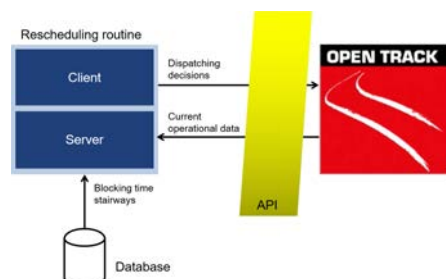 Rescheduling routine
Client
Server
Dispatching
decisions
Current
operational data
Blocking time
stairways
Database
API
OPEN TRACK